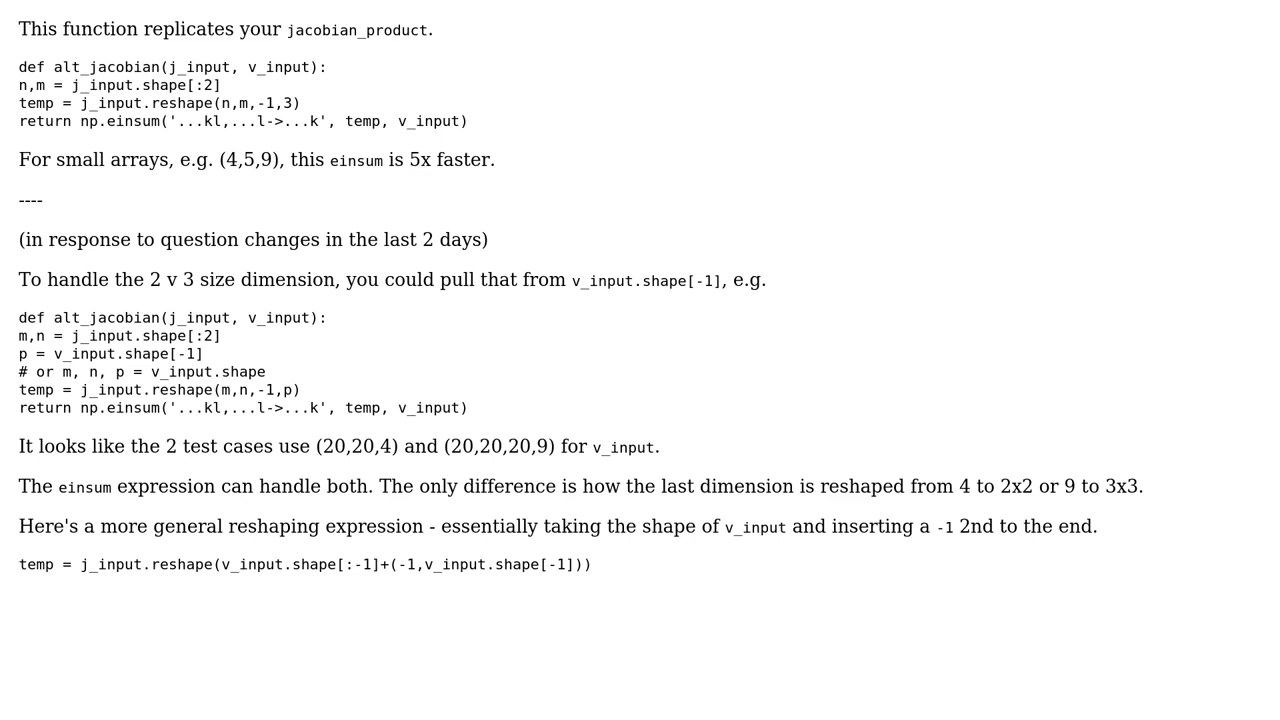 This function replicates your jacobian_product.
def alt_jacobian(j_input, v_input):
n,m = j_input.shape[:2]
temp = j_input.reshape(n,m,-1,3)
return np.einsum('...kl,...l->...k', temp, v_input)
For small arrays, e.g. (4,5,9), this einsum is 5x faster.
----
(in response to question changes in the last 2 days)
To handle the 2 v 3 size dimension, you could pull that from v_input.shape[-1], e.g.
def alt_jacobian(j_input, v_input):
m,n = j_input.shape[:2]
p = v_input.shape[-1]
# or m, n, p = v_input.shape
temp = j_input.reshape(m,n,-1,p)
return np.einsum('...kl,...l->...k', temp, v_input)
It looks like the 2 test cases use (20,20,4) and (20,20,20,9) for v_input.
The einsum expression can handle both. The only difference is how the last dimension is reshaped from 4 to 2x2 or 9 to 3x3.
Here's a more general reshaping expression - essentially taking the shape of v_input and inserting a -1 2nd to the end.
temp = j_input.reshape(v_input.shape[:-1]+(-1,v_input.shape[-1]))